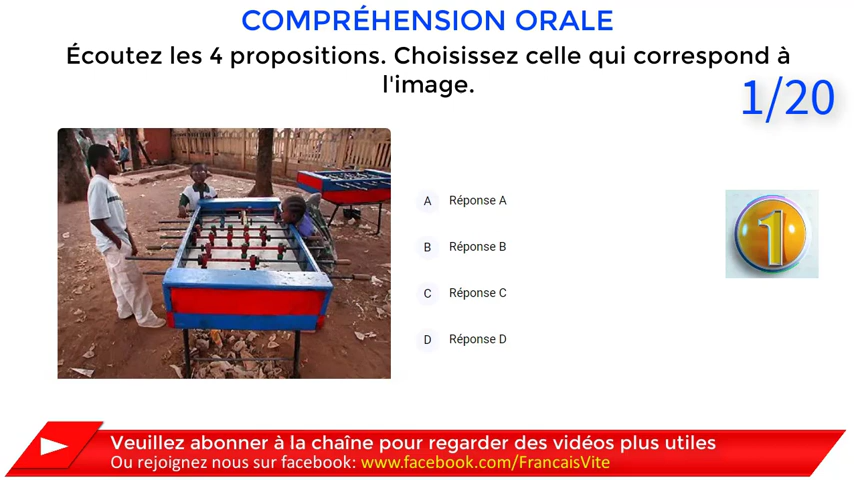 COMPRÉHENSION ORALE
Écoutez les 4 propositions. Choisissez celle qui correspond à
l'image.
1/20
A Réponse A
B Réponse B
C Réponse C
D Réponse D
1
Veuillez abonner à la chaîne pour regarder des vidéos plus utiles
Ou rejoignez nous sur facebook: www.facebook.com/FrancaisVite